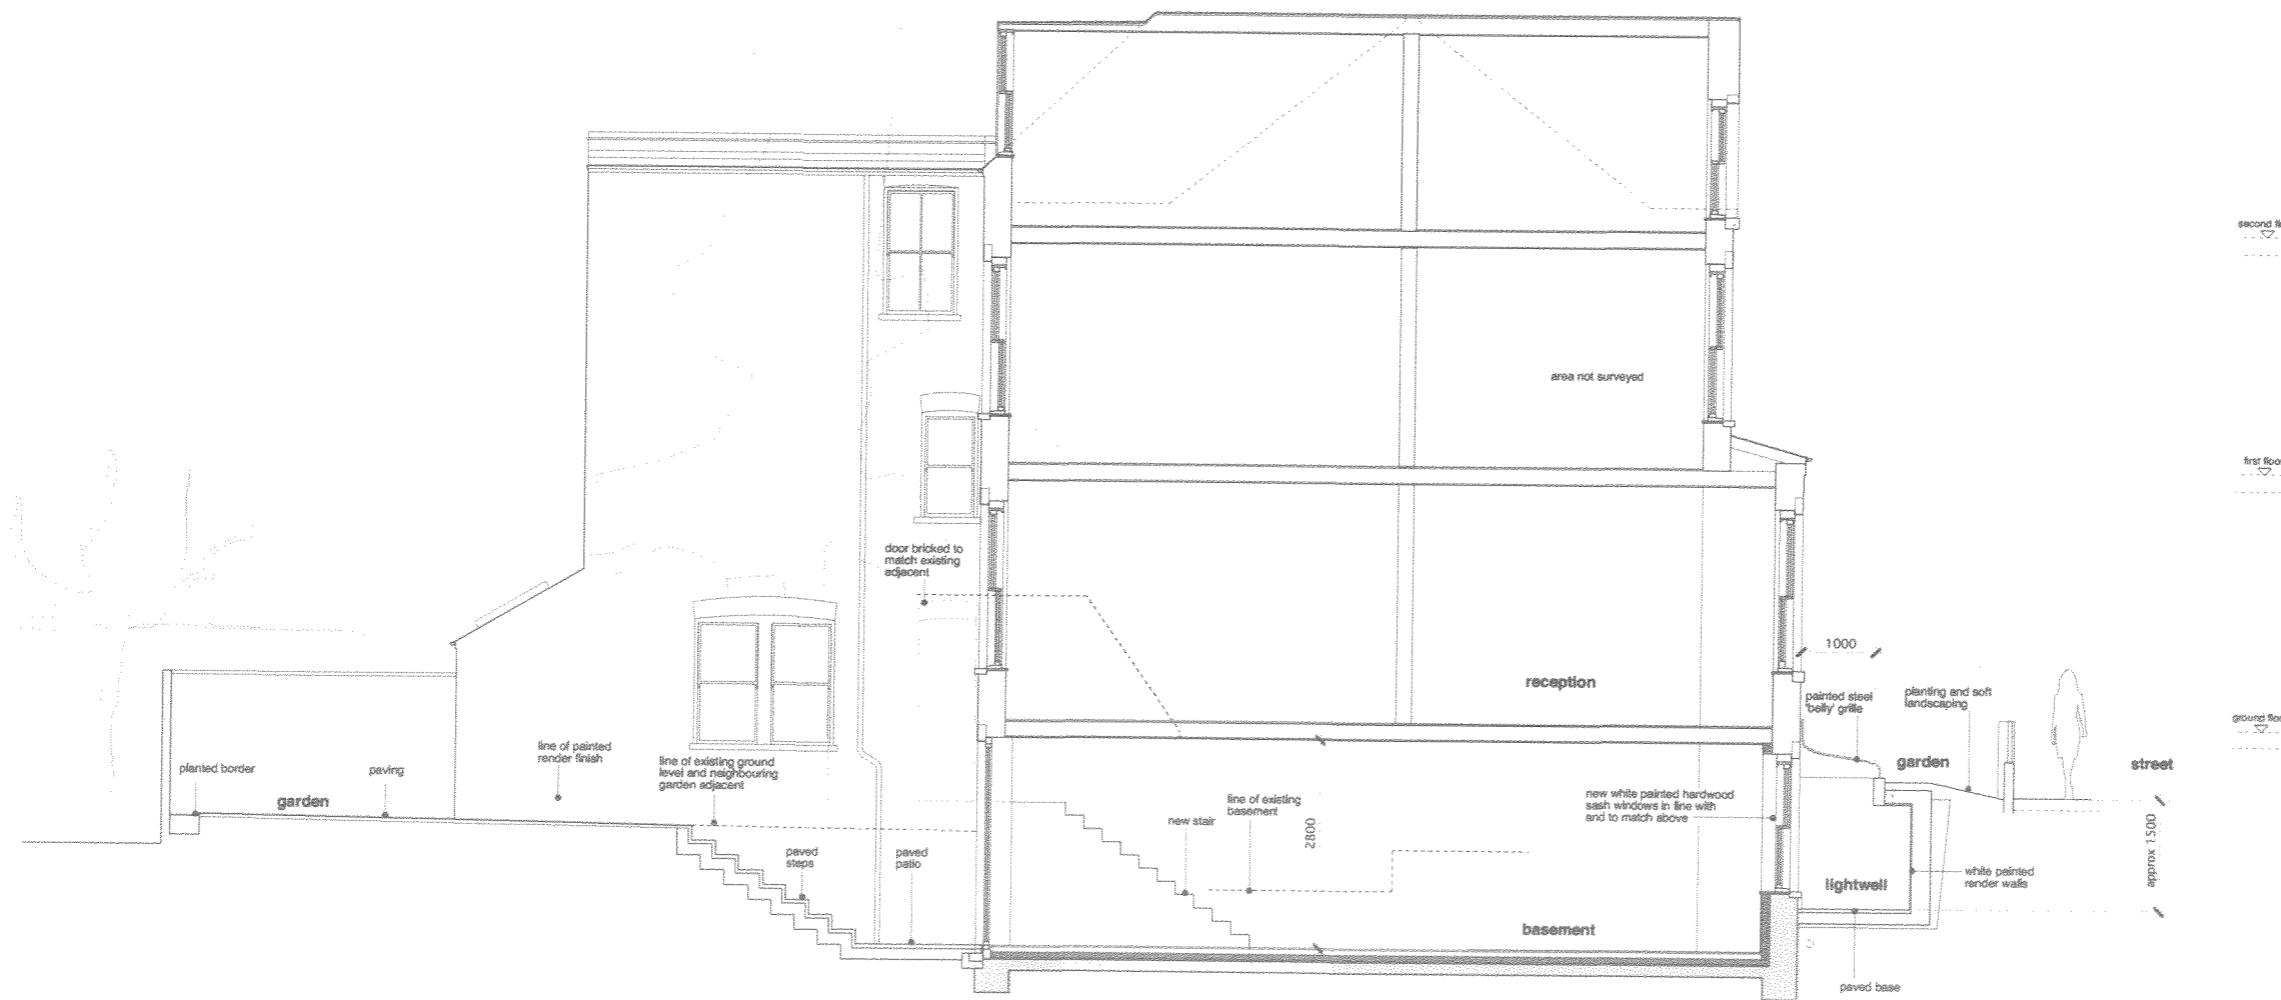 second fl
area not surveyed
first floo
door bricked to
match existing
adjacent
1000
reception
painted steel
'belly' grille
planting and soft
landscaping
ground floo
line of painted
render finish
line of existing ground
level and neighbouring
garden adjacent
planted border
paving
garden
garden
street
new white painted hardwood
sash windows in line with
and to match above
line of existing
basement
new stair
2800
approx 1500
paved
steps
paved
patio
lightwell
white painted
render walls
basement
paved base